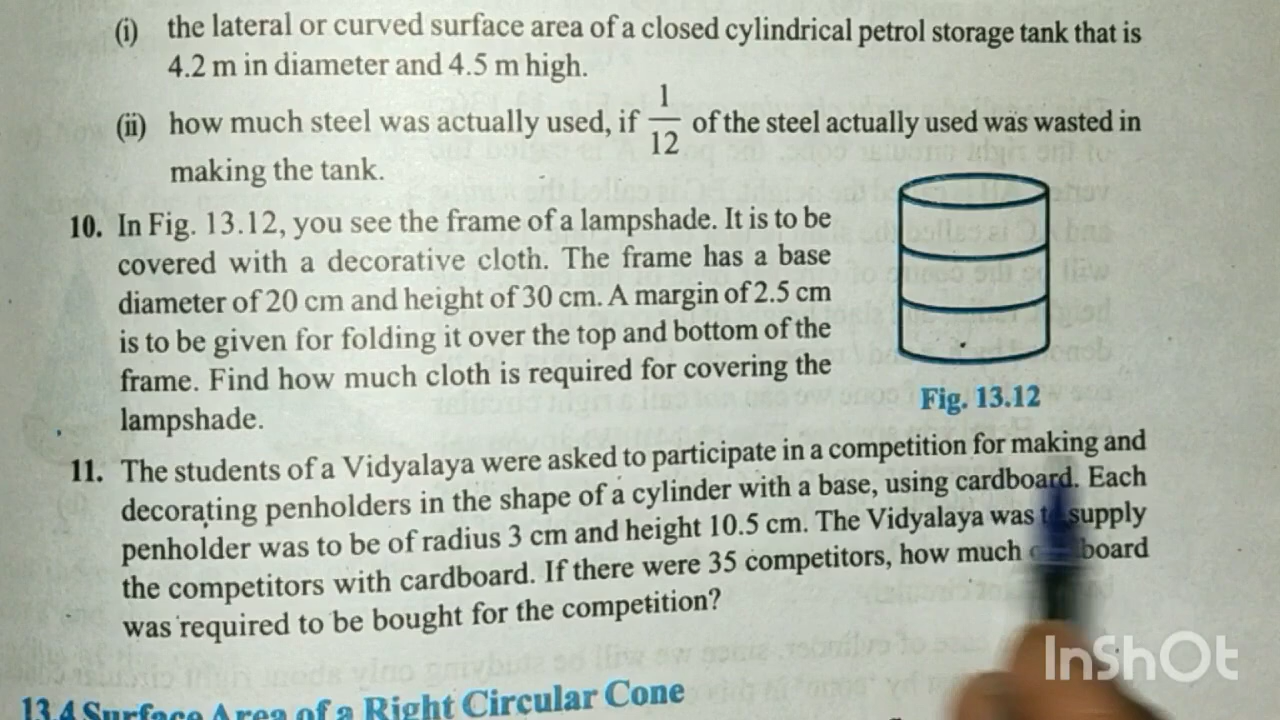 (i) the lateral or curved surface area of a closed cylindrical petrol storage tank that is
4.2 m in diameter and 4.5 m high.
(ii) how much steel was actually used, if 1/12 of the steel actually used was wasted in
making the tank.
10. In Fig. 13.12, you see the frame of a lampshade. It is to be
covered with a decorative cloth. The frame has a base
diameter of 20 cm and height of 30 cm. A margin of 2.5 cm
is to be given for folding it over the top and bottom of the
frame. Find how much cloth is required for covering the
lampshade.
Fig. 13.12
11. The students of a Vidyalaya were asked to participate in a competition for making and
decorating penholders in the shape of a cylinder with a base, using cardboard. Each
penholder was to be of radius 3 cm and height 10.5 cm. The Vidyalaya was supply
the competitors with cardboard. If there were 35 competitors, how much board
was required to be bought for the competition?
13.4 Surface Area of a Right Circular Cone
InShOt